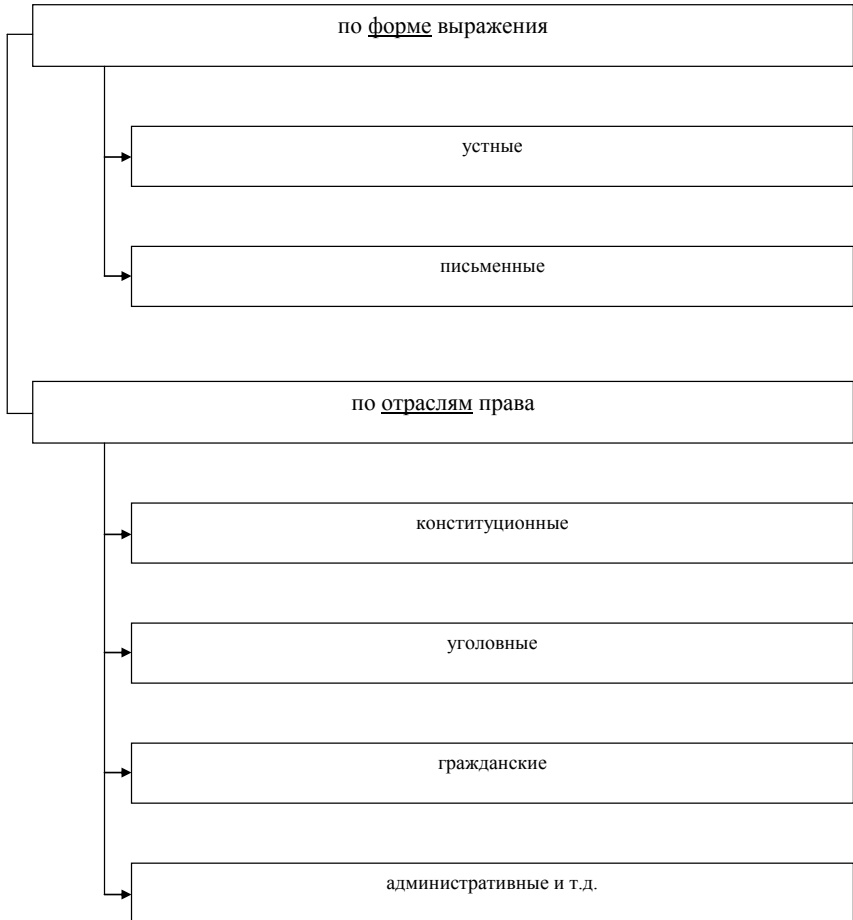 по форме выражения
устные
письменные
по отраслям права
конституционные
уголовные
гражданские
административные и т.д.